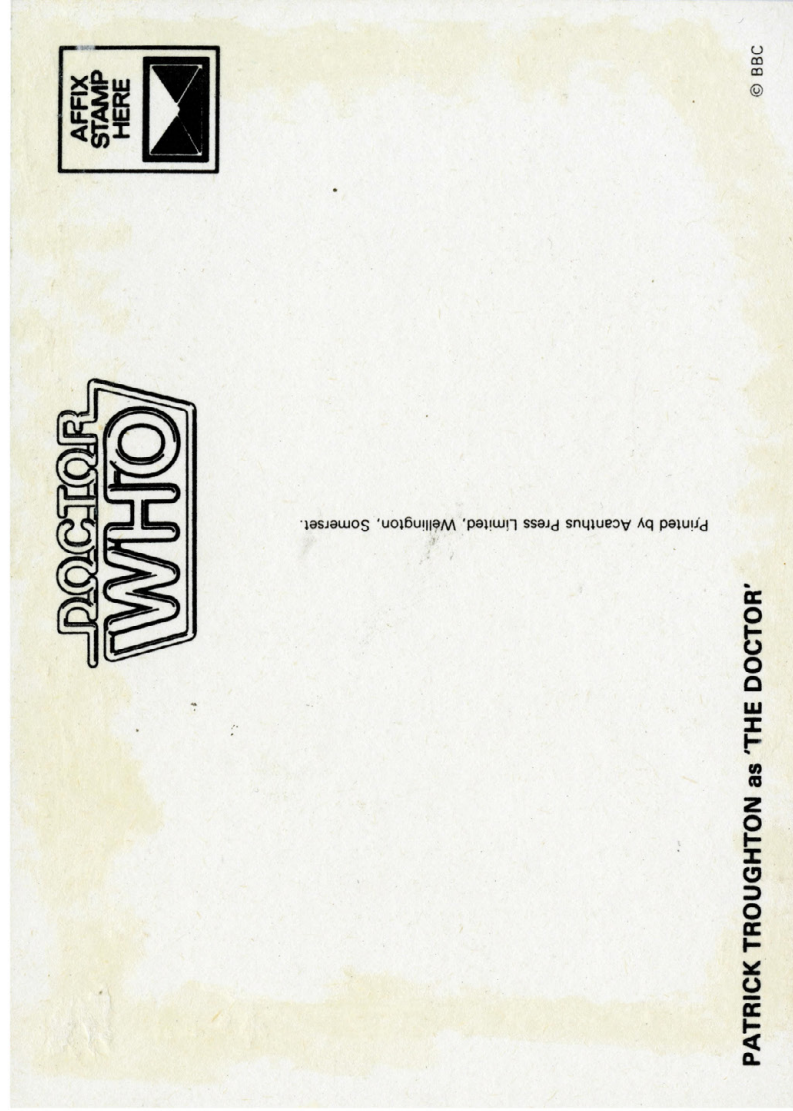 DOCTOR
WHO
AFFIX
STAMP
HERE
Printed by Acanthus Press Limited, Wellington, Somerset.
PATRICK TROUGHTON as 'THE DOCTOR'
© BBC